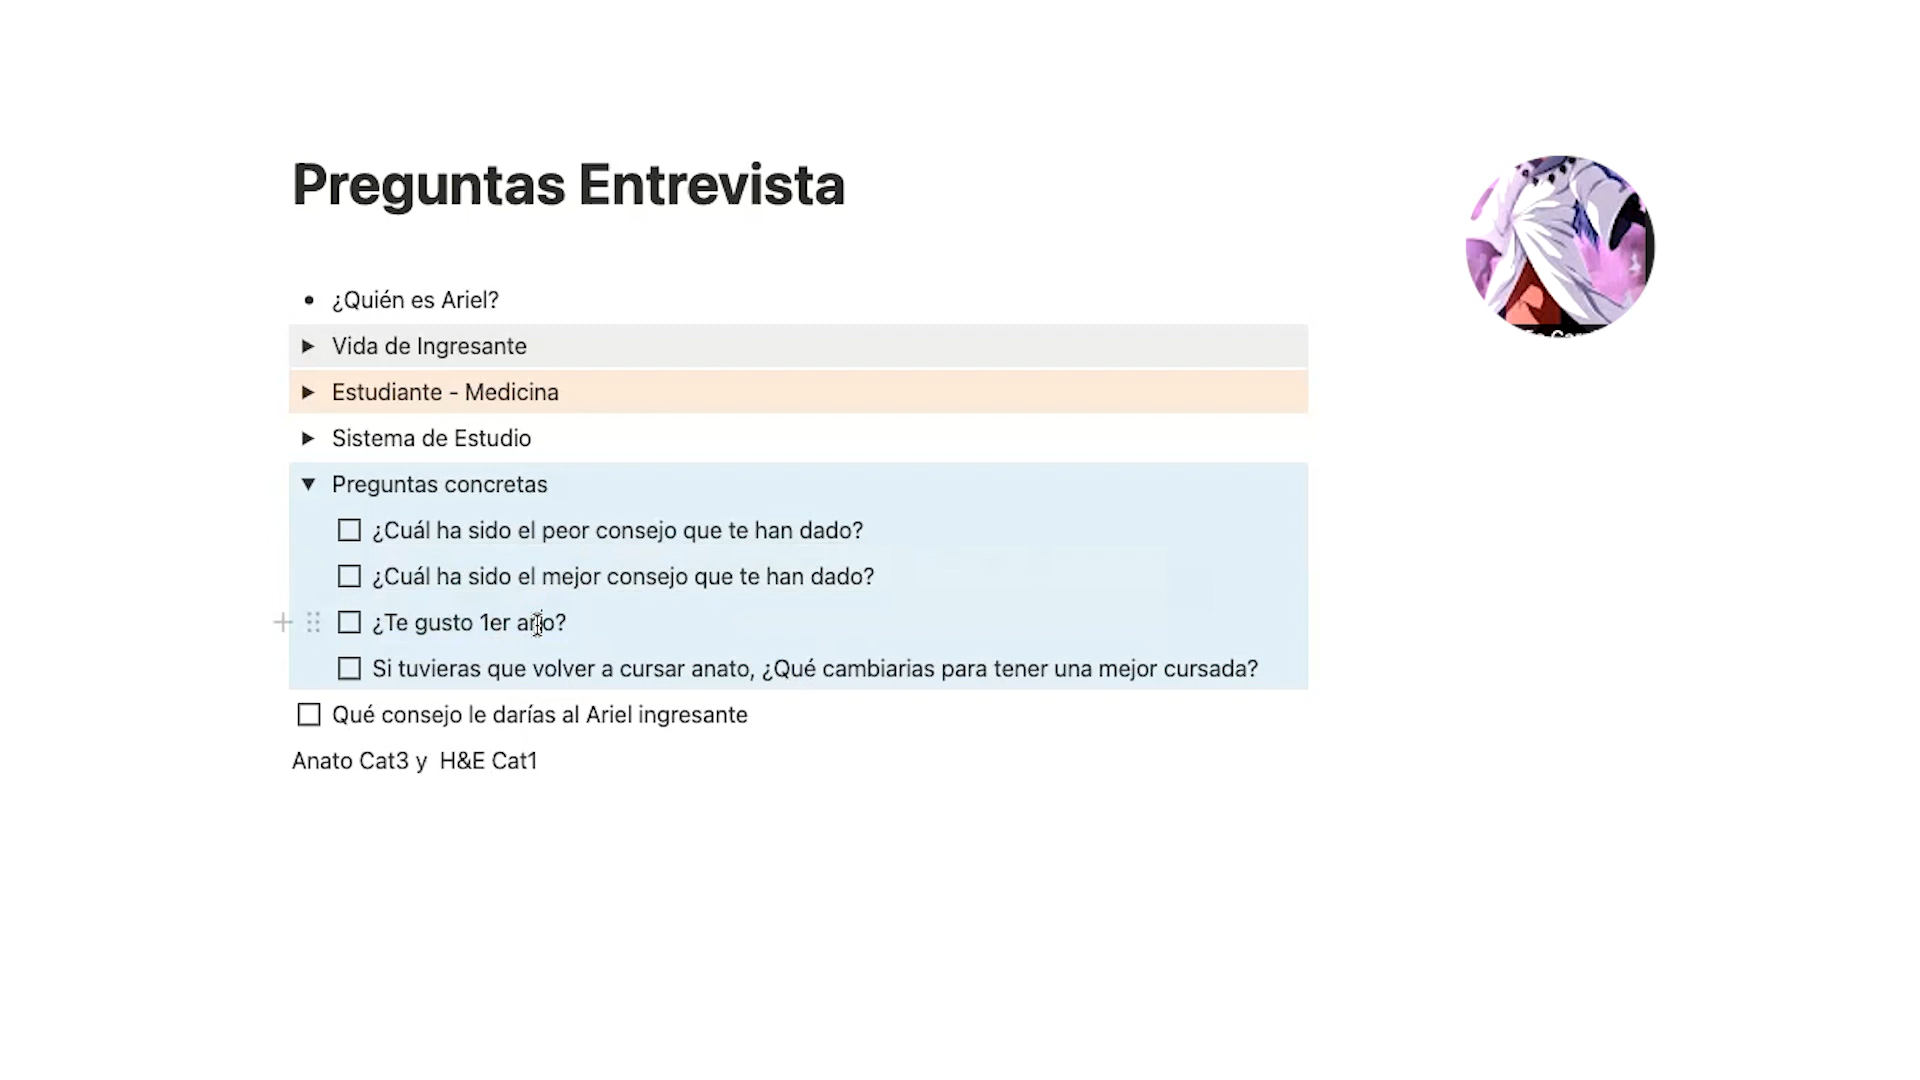 Preguntas Entrevista
• ¿Quién es Ariel?
Vida de Ingresante
Estudiante - Medicina
Sistema de Estudio
Preguntas concretas
¿Cuál ha sido el peor consejo que te han dado?
¿Cuál ha sido el mejor consejo que te han dado?
¿Te gusto 1er año?
Si tuvieras que volver a cursar anato, ¿Qué cambiarias para tener una mejor cursada?
Qué consejo le darías al Ariel ingresante
Anato Cat3 y H&E Cat1